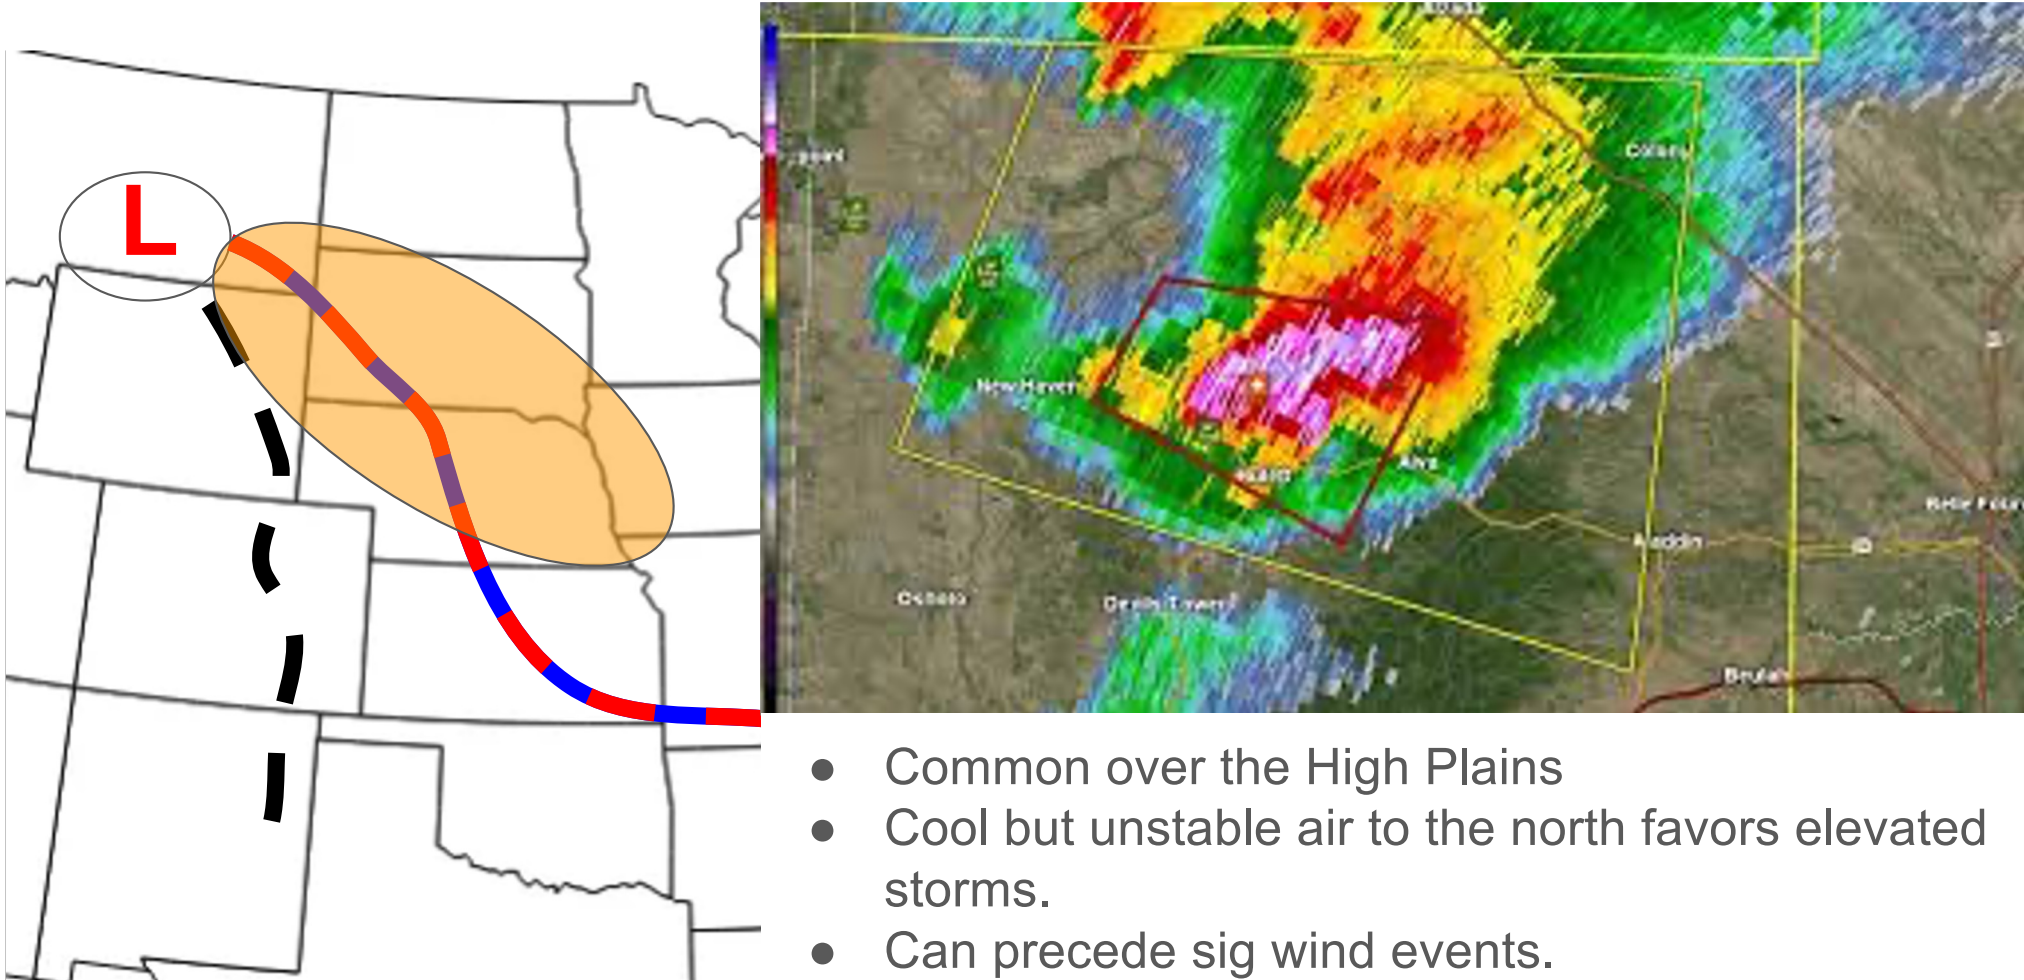 L
Colony
New Haven
Alva
Hulett
Aladdin
Oshoto
Devils Tower
Beulah
● Common over the High Plains
● Cool but unstable air to the north favors elevated
storms.
● Can precede sig wind events.